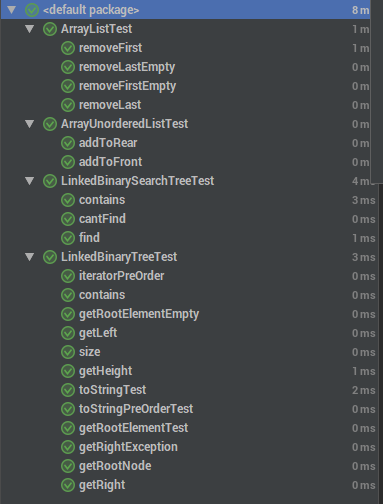 <default package> 8 m
ArrayListTest 1 m
removeFirst 1 m
removeLastEmpty 0 m
removeFirstEmpty 0 m
removeLast 0 m
ArrayUnorderedListTest 0 m
addToRear 0 m
addToFront 0 m
LinkedBinarySearchTreeTest 4 ms
contains 3 ms
cantFind 0 ms
find 1 ms
LinkedBinaryTreeTest 3 ms
iteratorPreOrder 0 ms
contains 0 ms
getRootElementEmpty 0 ms
getLeft 0 ms
size 0 ms
getHeight 1 ms
toStringTest 2 ms
toStringPreOrderTest 0 ms
getRootElementTest 0 ms
getRightException 0 ms
getRootNode 0 ms
getRight 0 ms